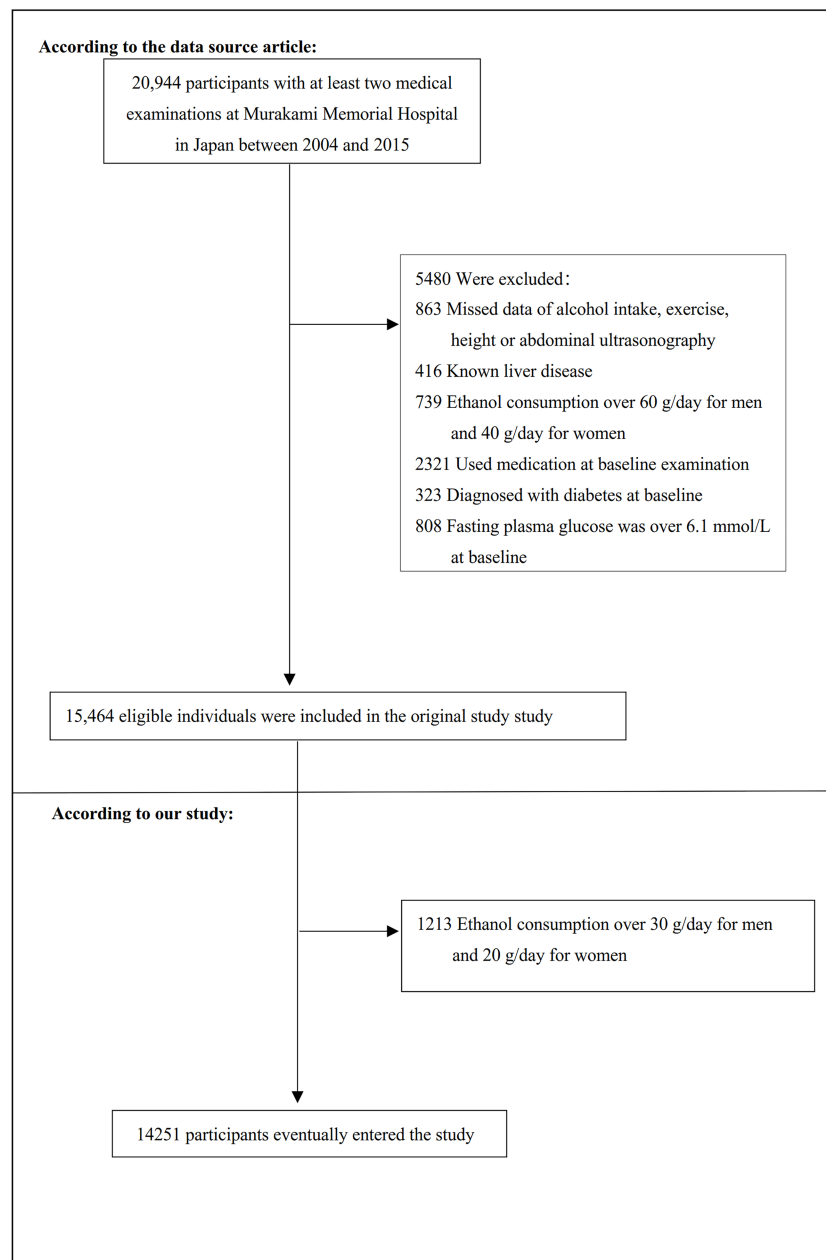 According to the data source article:
20,944 participants with at least two medical
examinations at Murakami Memorial Hospital
in Japan between 2004 and 2015
5480 Were excluded：
863 Missed data of alcohol intake, exercise,
height or abdominal ultrasonography
416 Known liver disease
739 Ethanol consumption over 60 g/day for men
and 40 g/day for women
2321 Used medication at baseline examination
323 Diagnosed with diabetes at baseline
808 Fasting plasma glucose was over 6.1 mmol/L
at baseline
15,464 eligible individuals were included in the original study study
According to our study:
1213 Ethanol consumption over 30 g/day for men
and 20 g/day for women
14251 participants eventually entered the study